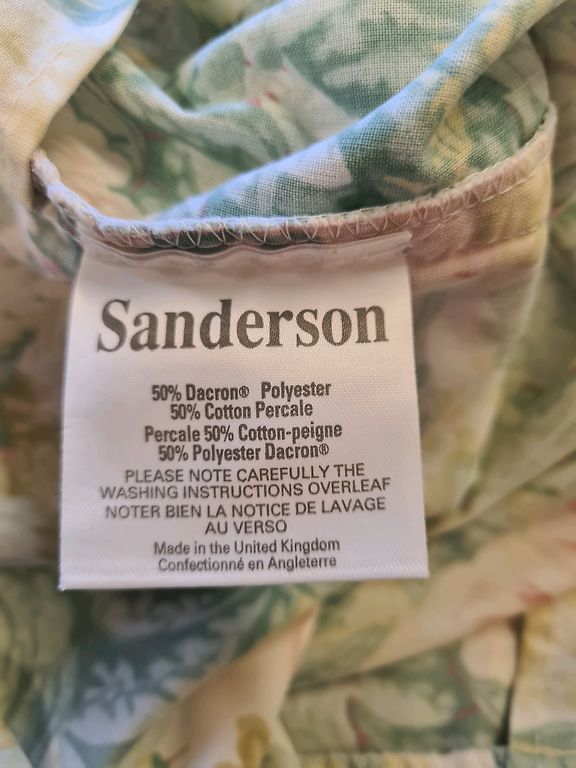 Sanderson
50% Dacron® Polyester
50% Cotton Percale
Percale 50% Cotton-peigne
50% Polyester Dacron®
PLEASE NOTE CAREFULLY THE
WASHING INSTRUCTIONS OVERLEAF
NOTER BIEN LA NOTICE DE LAVAGE
AU VERSO
Made in the United Kingdom
Confectionné en Angleterre